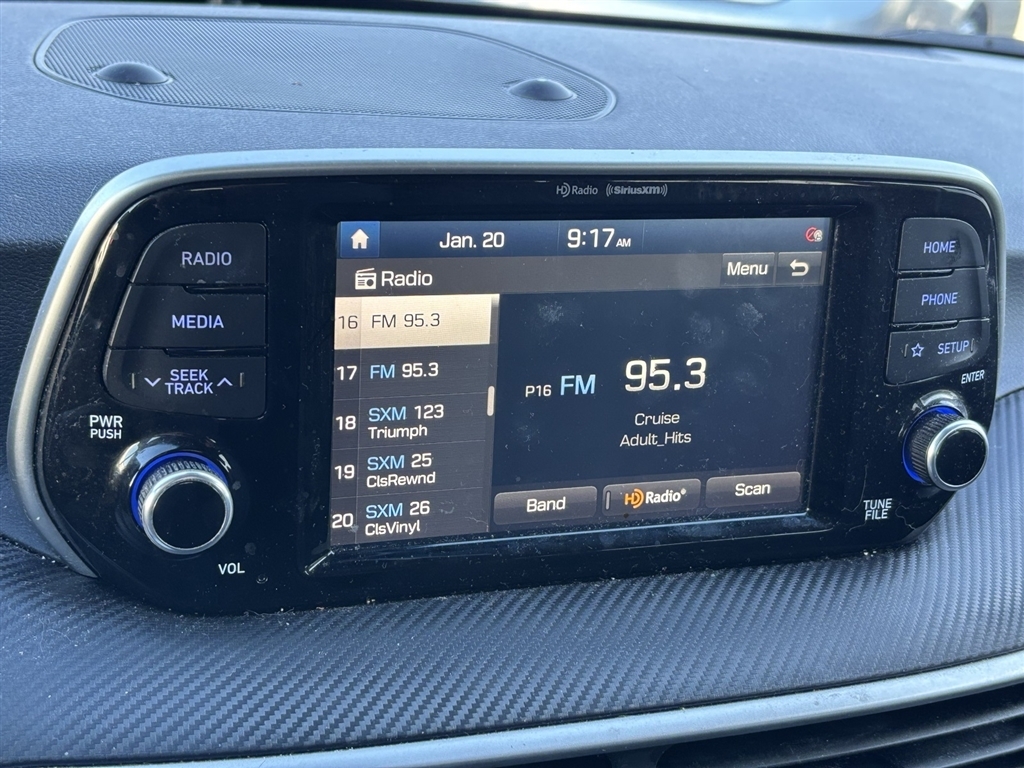 HD Radio ((SiriusXM))
RADIO
MEDIA
SEEK
TRACK
PWR
PUSH
VOL
Jan. 20 9:17 AM
Radio
Menu
16 FM 95.3
17 FM 95.3
18 SXM 123
Triumph
19 SXM 25
ClsRewnd
20 SXM 26
ClsVinyl
P16 FM 95.3
Cruise
Adult_Hits
Band
HD Radio®
Scan
HOME
PHONE
☆ SETUP
ENTER
TUNE
FILE